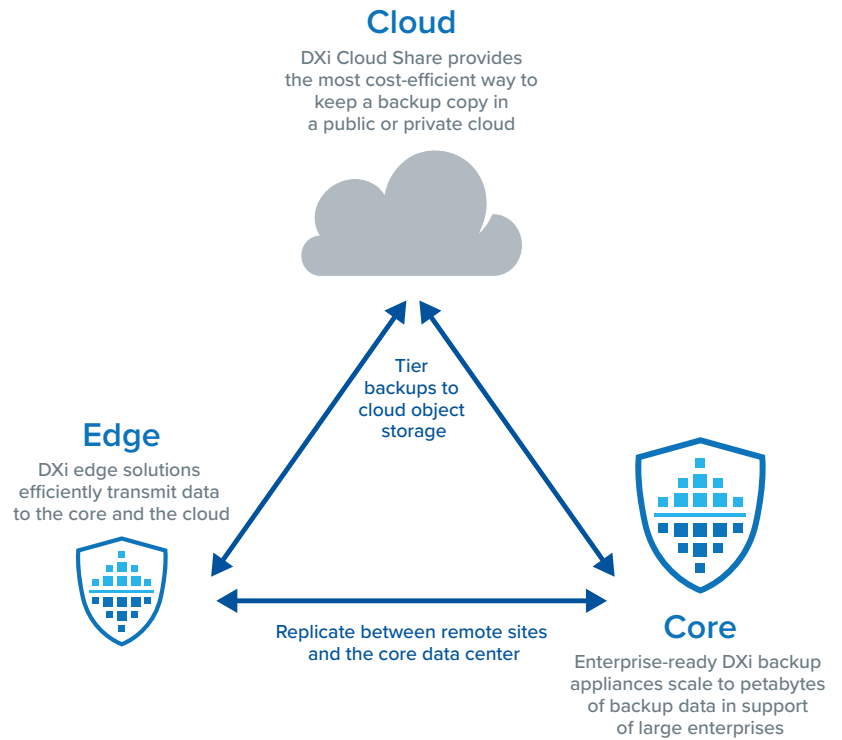 Cloud
DXi Cloud Share provides
the most cost-efficient way to
keep a backup copy in
a public or private cloud
Tier
backups to
cloud object
storage
Edge
DXi edge solutions
efficiently transmit data
to the core and the cloud
Replicate between remote sites
and the core data center
Core
Enterprise-ready DXi backup
appliances scale to petabytes
of backup data in support
of large enterprises